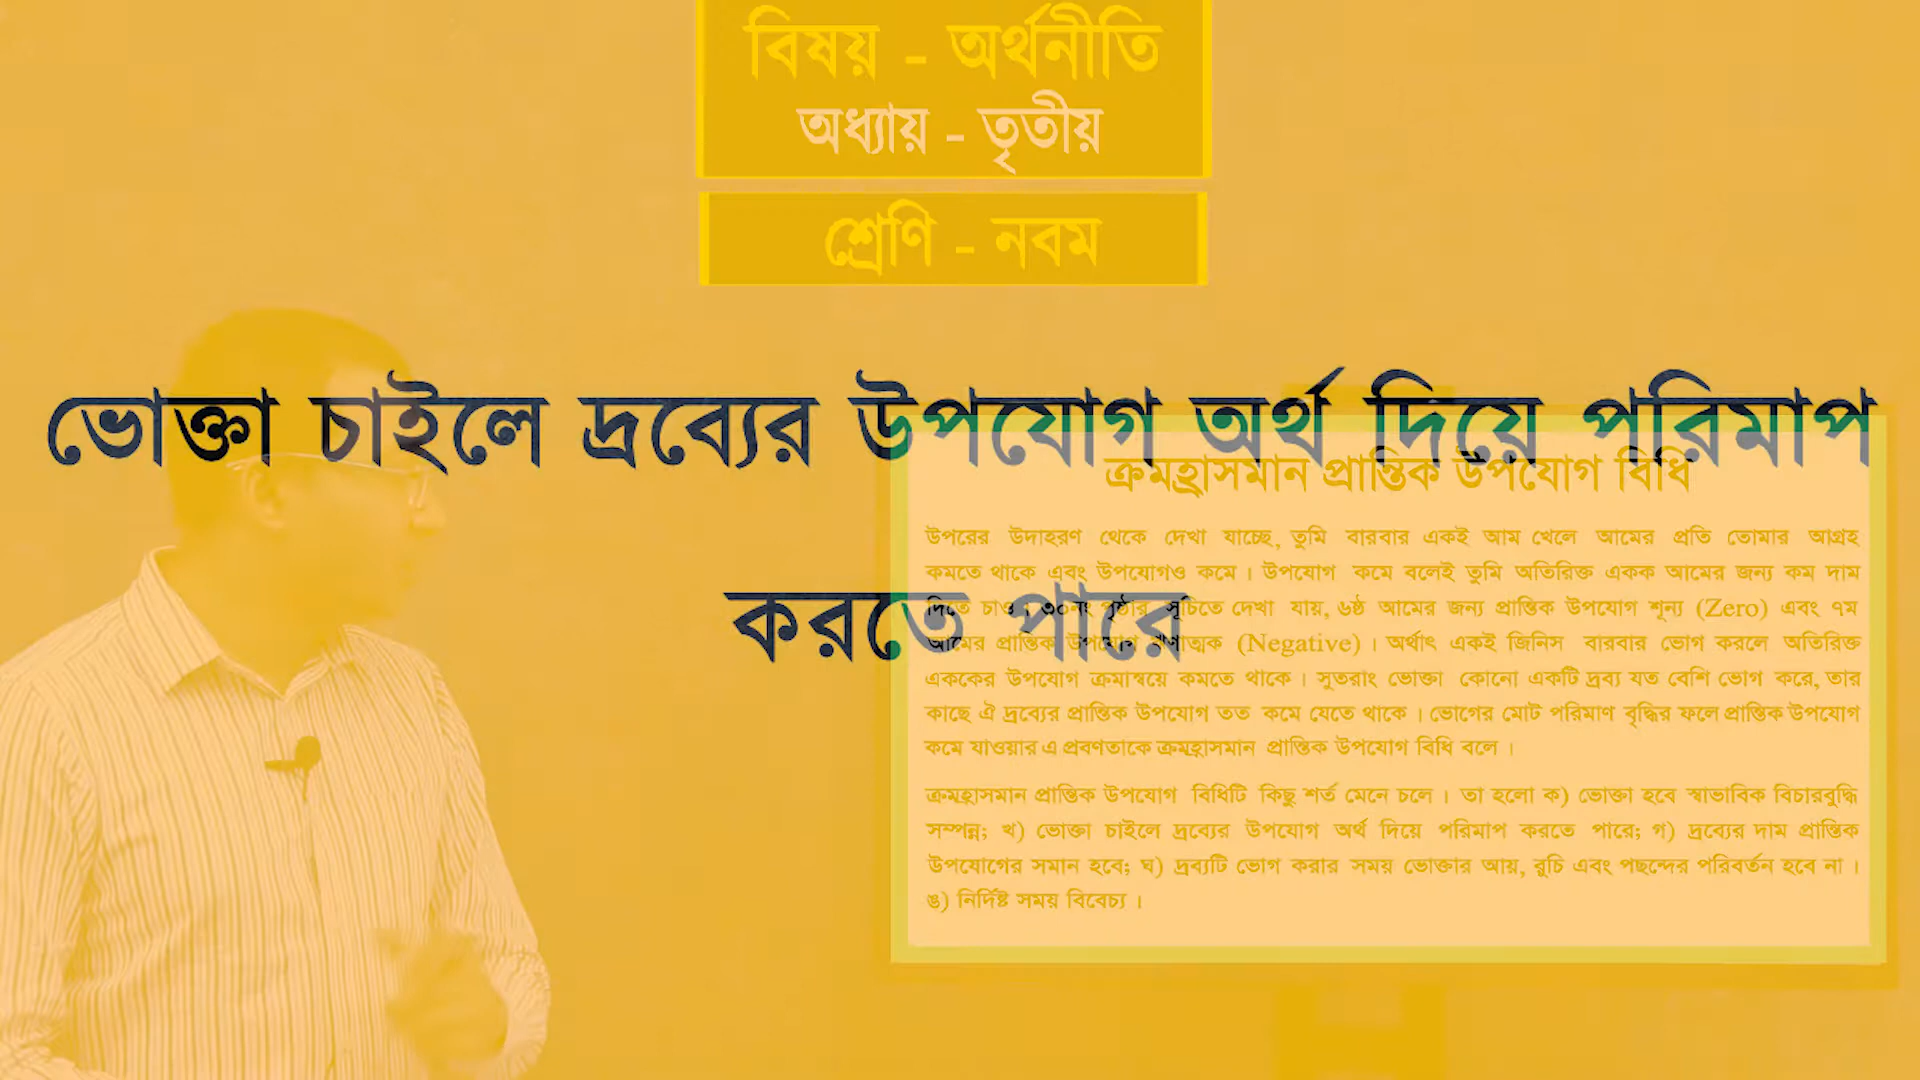 বিষয় - অর্থনীতি
অধ্যায় - তৃতীয়
শ্রেণি - নবম
ভোক্তা চাইলে দ্রব্যের উপযোগ অর্থ দিয়ে পরিমাপ
করতে পারে
ক্রমহ্রাসমান প্রান্তিক উপযোগ বিধি
উপরের উদাহরণ থেকে দেখা যাচ্ছে, তুমি বারবার একই আম খেলে আমের প্রতি তোমার আগ্রহ
কমতে থাকে এবং উপযোগও কমে। উপযোগ কমে বলেই তুমি অতিরিক্ত একক আমের জন্য কম দাম
দিতে চাও। ৩০নং পৃষ্ঠার সূচিতে দেখা যায়, ৬ষ্ঠ আমের জন্য প্রান্তিক উপযোগ শূন্য (Zero) এবং ৭ম
আমের প্রান্তিক উপযোগ ঋণাত্মক (Negative)। অর্থাৎ একই জিনিস বারবার ভোগ করলে অতিরিক্ত
এককের উপযোগ ক্রমান্বয়ে কমতে থাকে। সুতরাং ভোক্তা কোনো একটি দ্রব্য যত বেশি ভোগ করে, তার
কাছে ঐ দ্রব্যের প্রান্তিক উপযোগ তত কমে যেতে থাকে। ভোগের মোট পরিমাণ বৃদ্ধির ফলে প্রান্তিক উপযোগ
কমে যাওয়ার এ প্রবণতাকে ক্রমহ্রাসমান প্রান্তিক উপযোগ বিধি বলে।
ক্রমহ্রাসমান প্রান্তিক উপযোগ বিধিটি কিছু শর্ত মেনে চলে। তা হলো ক) ভোক্তা হবে স্বাভাবিক বিচারবুদ্ধি
সম্পন্ন; খ) ভোক্তা চাইলে দ্রব্যের উপযোগ অর্থ দিয়ে পরিমাপ করতে পারে; গ) দ্রব্যের দাম প্রান্তিক
উপযোগের সমান হবে; ঘ) দ্রব্যটি ভোগ করার সময় ভোক্তার আয়, রুচি এবং পছন্দের পরিবর্তন হবে না।
ঙ) নির্দিষ্ট সময় বিবেচ্য।